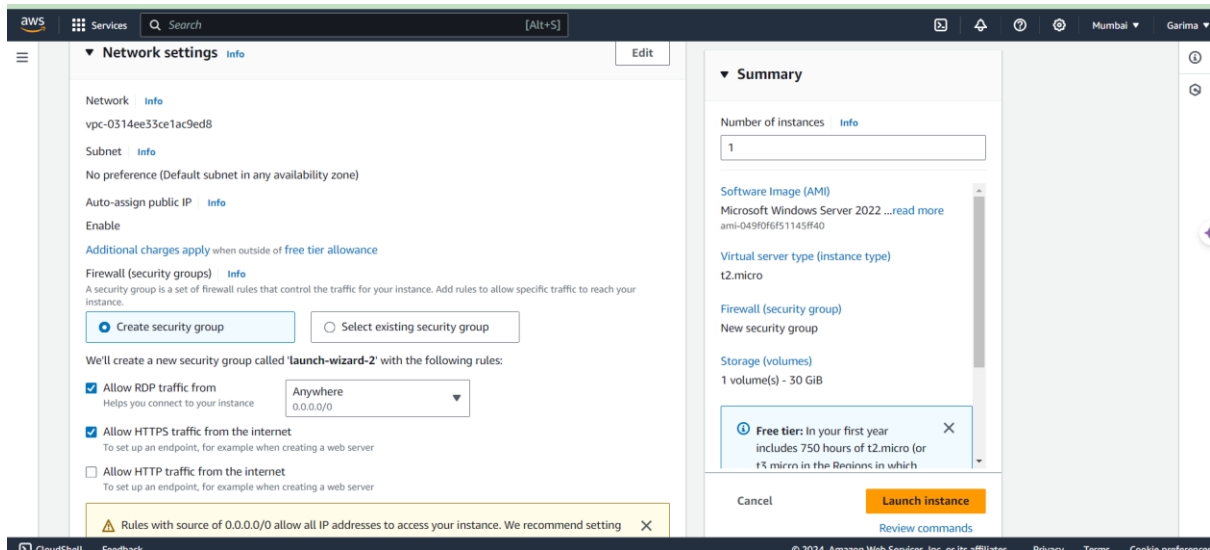 aws Services Search [Alt+S] Mumbai Garima
Network settings Info Edit
Network Info
vpc-0314ee33ce1ac9ed8
Subnet Info
No preference (Default subnet in any availability zone)
Auto-assign public IP Info
Enable
Additional charges apply when outside of free tier allowance
Firewall (security groups) Info
A security group is a set of firewall rules that control the traffic for your instance. Add rules to allow specific traffic to reach your
instance.
Create security group Select existing security group
We'll create a new security group called 'launch-wizard-2' with the following rules:
Allow RDP traffic from
Helps you connect to your instance
Anywhere
0.0.0.0/0
Allow HTTPS traffic from the internet
To set up an endpoint, for example when creating a web server
Allow HTTP traffic from the internet
To set up an endpoint, for example when creating a web server
Rules with source of 0.0.0.0/0 allow all IP addresses to access your instance. We recommend setting
Summary
Number of instances Info
1
Software Image (AMI)
Microsoft Windows Server 2022 ...read more
ami-049f0f6f51145ff40
Virtual server type (instance type)
t2.micro
Firewall (security group)
New security group
Storage (volumes)
1 volume(s) - 30 GiB
Free tier: In your first year
includes 750 hours of t2.micro (or
t3.micro in the Regions in which
Cancel Launch instance
Review commands
CloudShell Feedback © 2024, Amazon Web Services, Inc. or its affiliates. Privacy Terms Cookie preferences